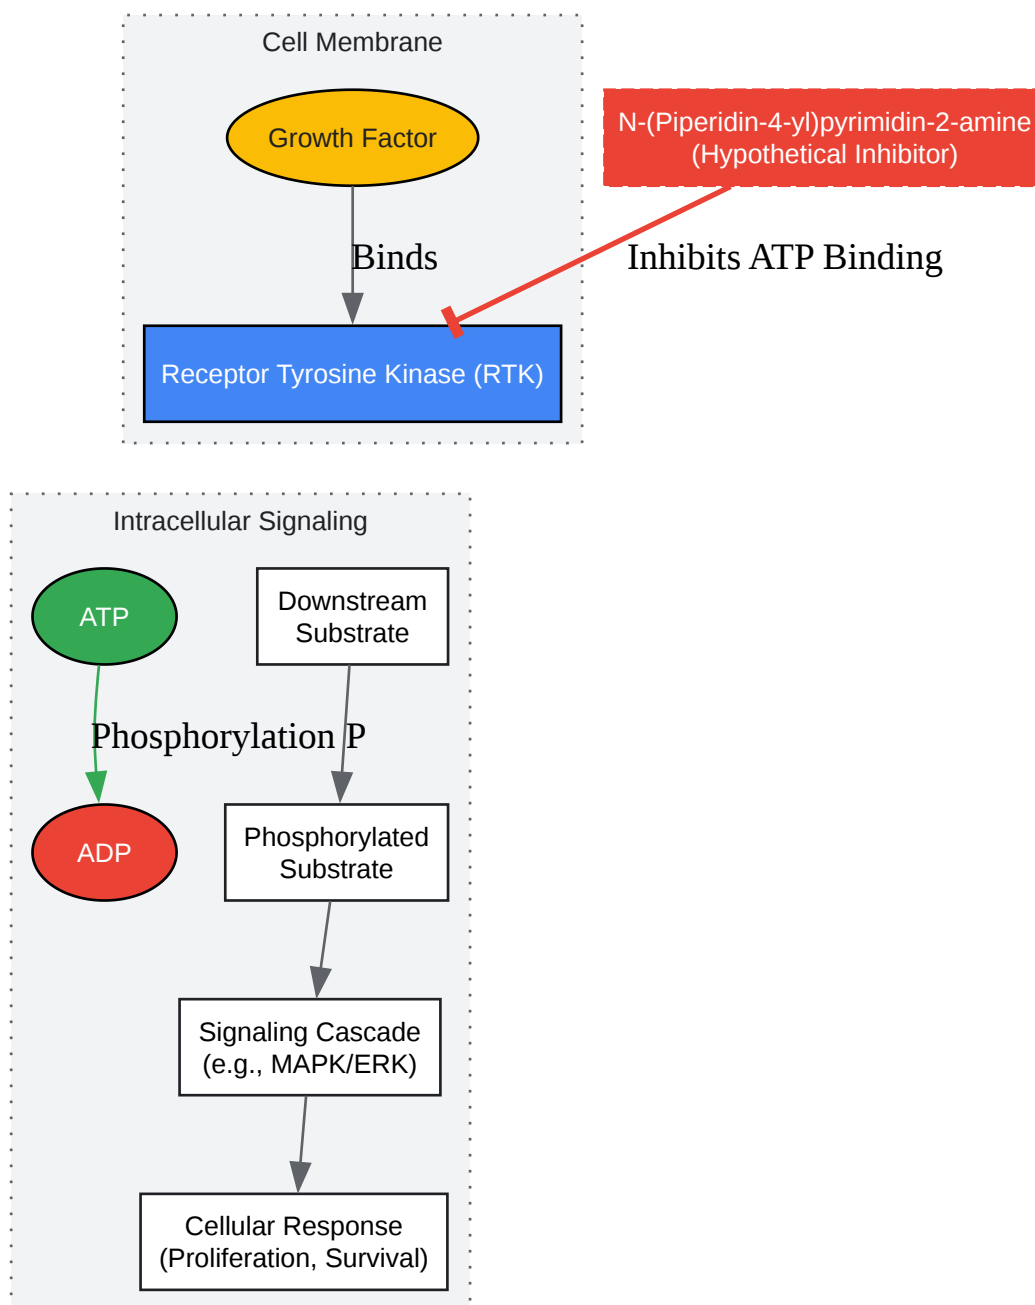 Cell Membrane
Growth Factor
N-(Piperidin-4-yl)pyrimidin-2-amine
(Hypothetical Inhibitor)
Binds
Inhibits ATP Binding
Receptor Tyrosine Kinase (RTK)
Intracellular Signaling
ATP
Downstream
Substrate
Phosphorylation
P
ADP
Phosphorylated
Substrate
Signaling Cascade
(e.g., MAPK/ERK)
Cellular Response
(Proliferation, Survival)